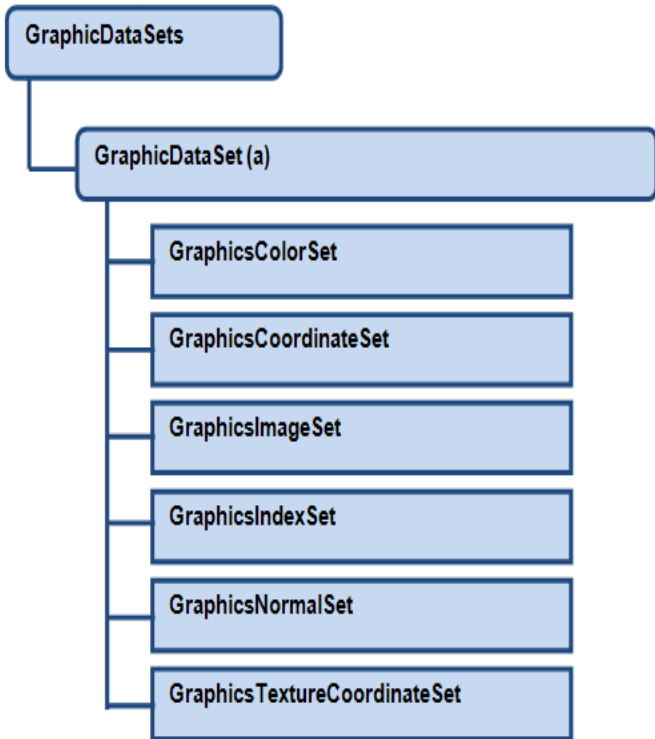 GraphicDataSets
GraphicDataSet (a)
GraphicsColorSet
GraphicsCoordinateSet
GraphicsImageSet
GraphicsIndexSet
GraphicsNormalSet
GraphicsTextureCoordinateSet